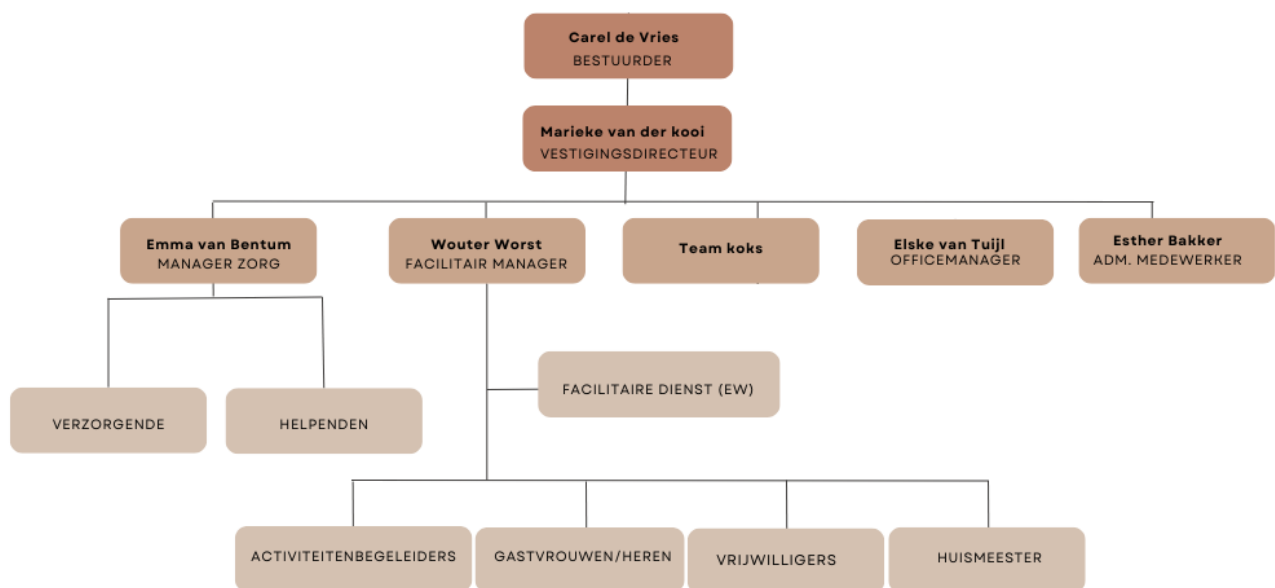 Carel de Vries
BESTUURDER
Marieke van der kooi
VESTIGINGSDIRECTEUR
Emma van Bentum
MANAGER ZORG
Wouter Worst
FACILITAIR MANAGER
Team koks
Elske van Tuijl
OFFICEMANAGER
Esther Bakker
ADM. MEDEWERKER
FACILITAIRE DIENST (EW)
VERZORGENDE
HELPENDEN
ACTIVITEITENBEGELEIDERS
GASTVROUWEN/HEREN
VRIJWILLIGERS
HUISMEESTER